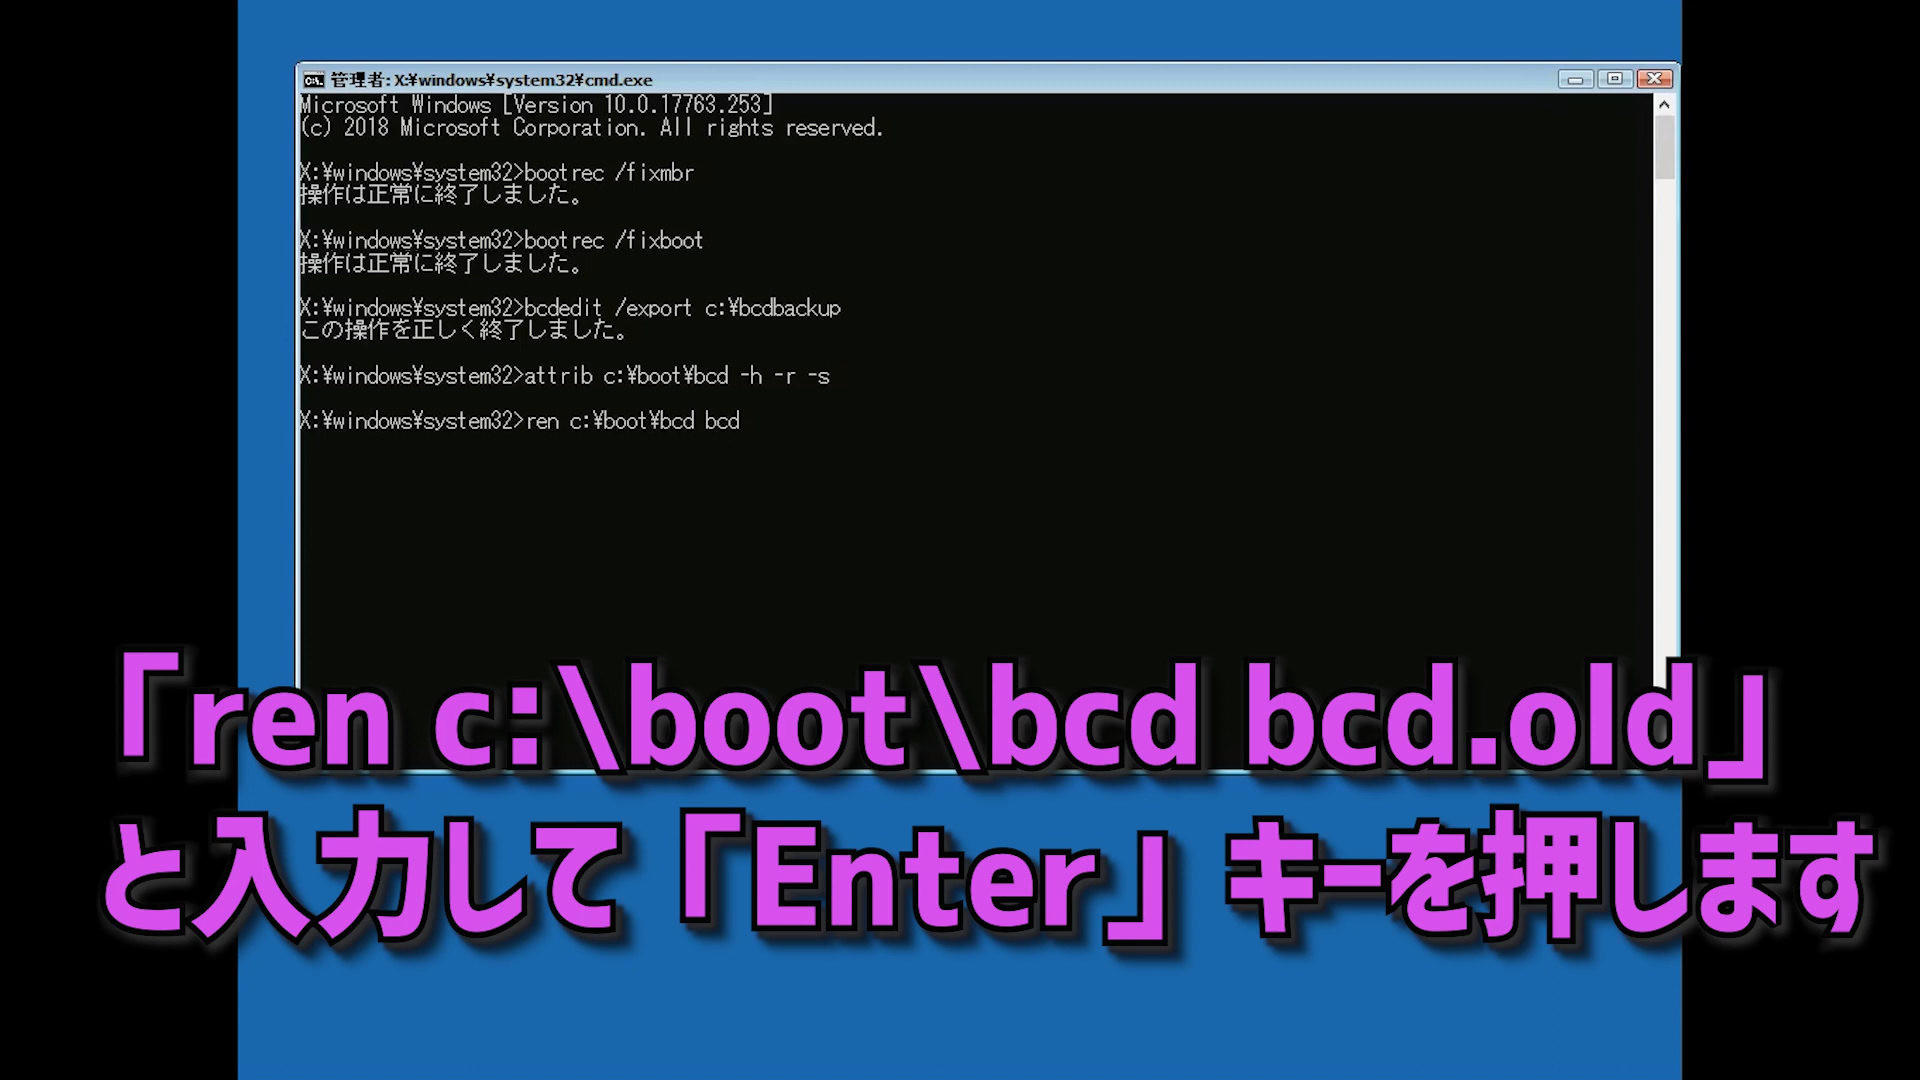 管理者: X:¥windows¥system32¥cmd.exe
Microsoft Windows [Version 10.0.17763.253]
(c) 2018 Microsoft Corporation. All rights reserved.
X:¥windows¥system32>bootrec /fixmbr
操作は正常に終了しました。
X:¥windows¥system32>bootrec /fixboot
操作は正常に終了しました。
X:¥windows¥system32>bcdedit /export c:¥bcdbackup
この操作を正しく終了しました。
X:¥windows¥system32>attrib c:¥boot¥bcd -h -r -s
X:¥windows¥system32>ren c:¥boot¥bcd bcd
「ren c:\boot\bcd bcd.old」
と入力して「Enter」キーを押します